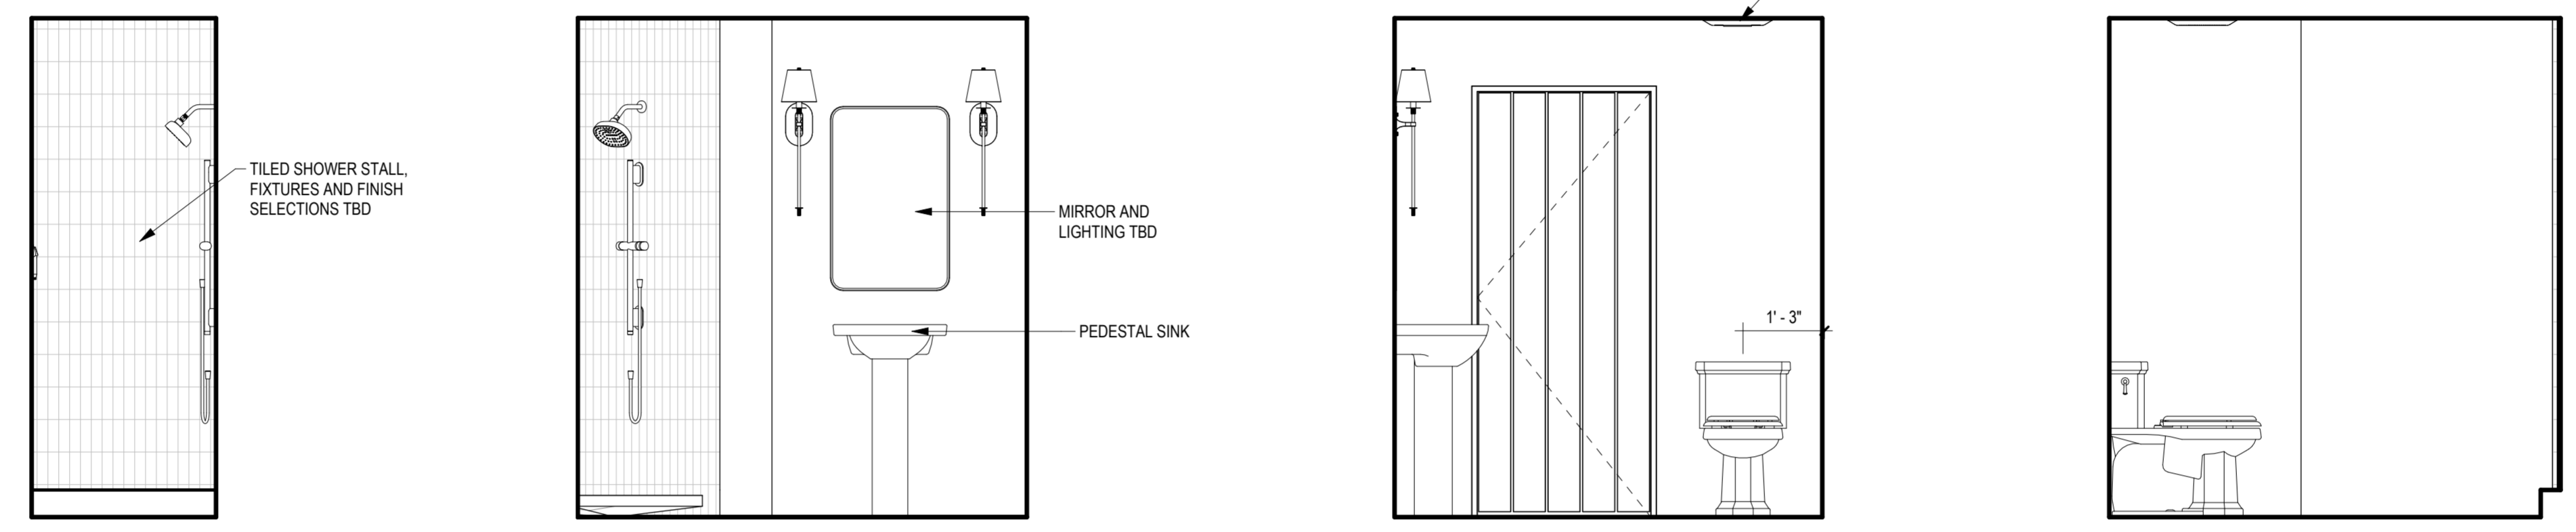 TILED SHOWER STALL,
FIXTURES AND FINISH
SELECTIONS TBD
MIRROR AND
LIGHTING TBD
PEDESTAL SINK
1' - 3"